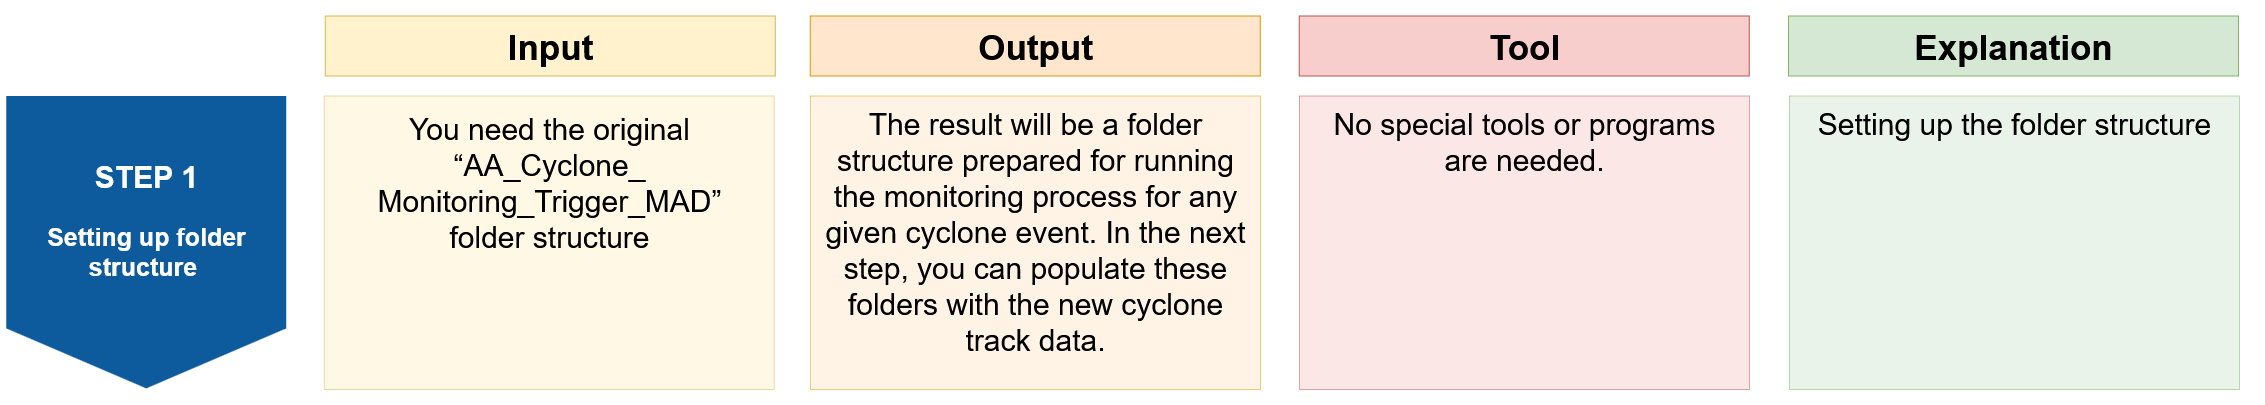 Input
Output
Tool
Explanation
STEP 1
Setting up folder
structure
You need the original
“AA_Cyclone_
Monitoring_Trigger_MAD”
folder structure
The result will be a folder
structure prepared for running
the monitoring process for any
given cyclone event. In the next
step, you can populate these
folders with the new cyclone
track data.
No special tools or programs
are needed.
Setting up the folder structure